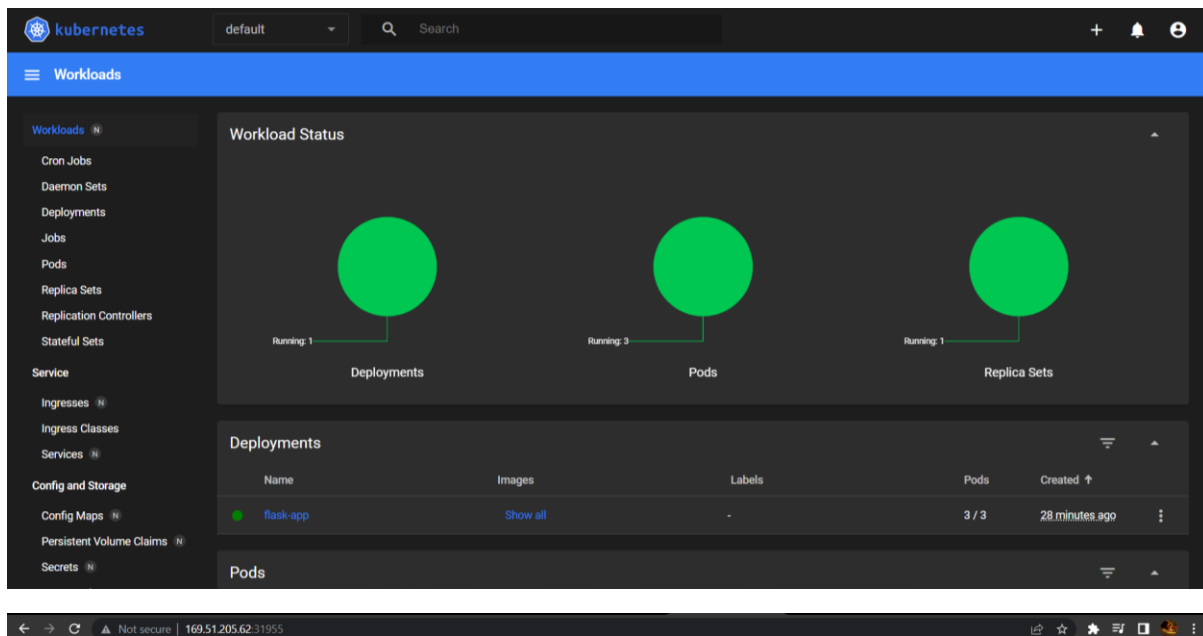 kubernetes default Search
Workloads
Workloads N
Cron Jobs
Daemon Sets
Deployments
Jobs
Pods
Replica Sets
Replication Controllers
Stateful Sets
Service
Ingresses N
Ingress Classes
Services N
Config and Storage
Config Maps N
Persistent Volume Claims N
Secrets N
Workload Status
Running: 1 Running: 3 Running: 1
Deployments Pods Replica Sets
Deployments
Name Images Labels Pods Created
flask-app Show all - 3 / 3 28 minutes ago
Pods
Not secure | 169.51.205.62:31955